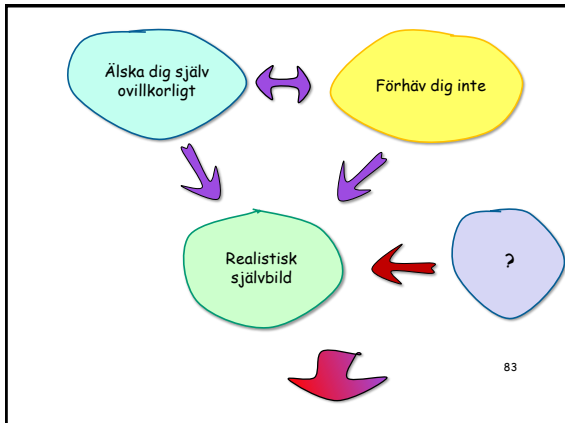 Älska dig själv
ovillkorligt
Förhäv dig inte
Realistisk
självbild
?
83